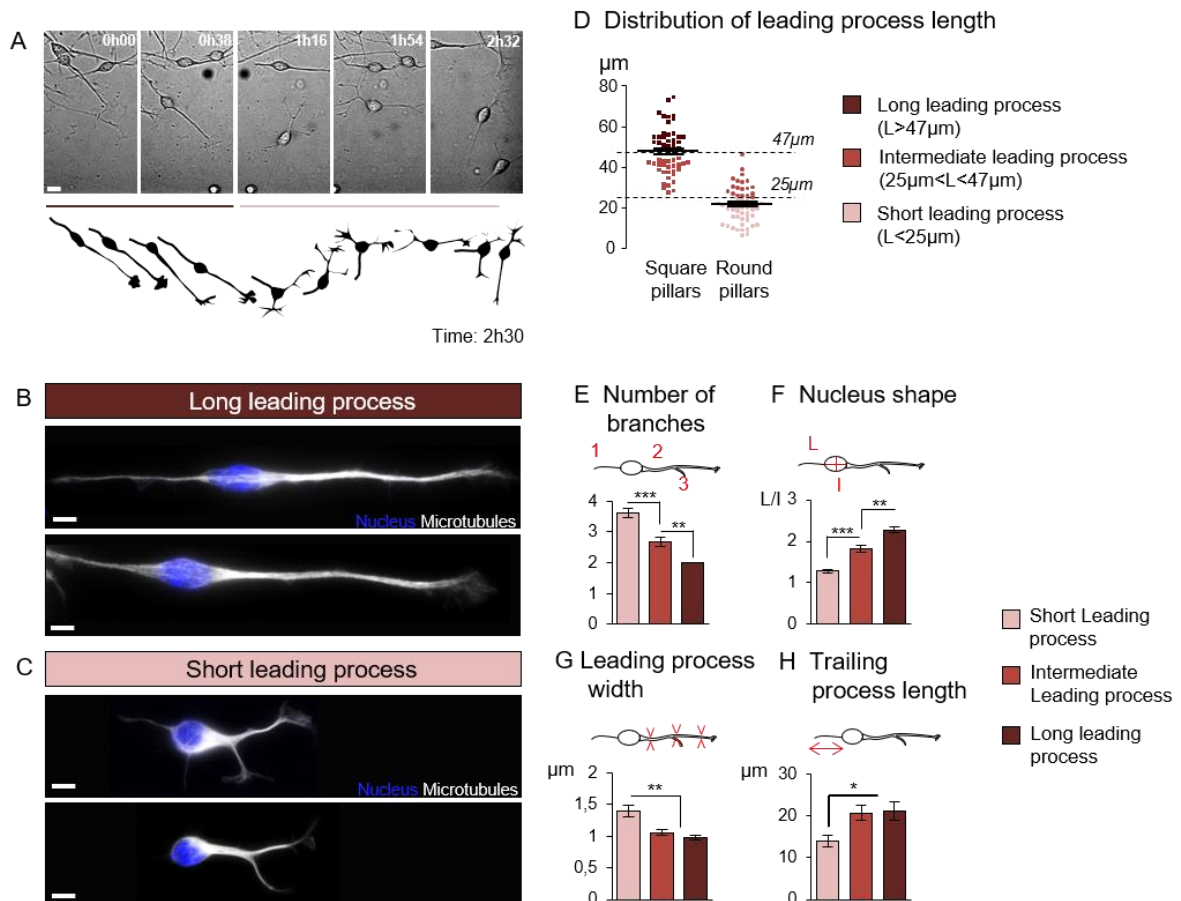 A
0h00
0h38
1h16
1h54
2h32
Time: 2h30
D Distribution of leading process length
µm
80
60
40
20
0
47µm
25µm
Square
pillars
Round
pillars
Long leading process
(L>47µm)
Intermediate leading process
(25µm<L<47µm)
Short leading process
(L<25µm)
B
Long leading process
Nucleus Microtubules
C
Short leading process
Nucleus Microtubules
E Number of
branches
1
2
3
4
3
2
1
0
***
**
F Nucleus shape
L
l
L/l
3
2
1
0
***
**
G Leading process
width
µm
2
1,5
1
0,5
0
**
H Trailing
process length
µm
30
20
10
0
*
Short Leading
process
Intermediate
Leading process
Long leading
process